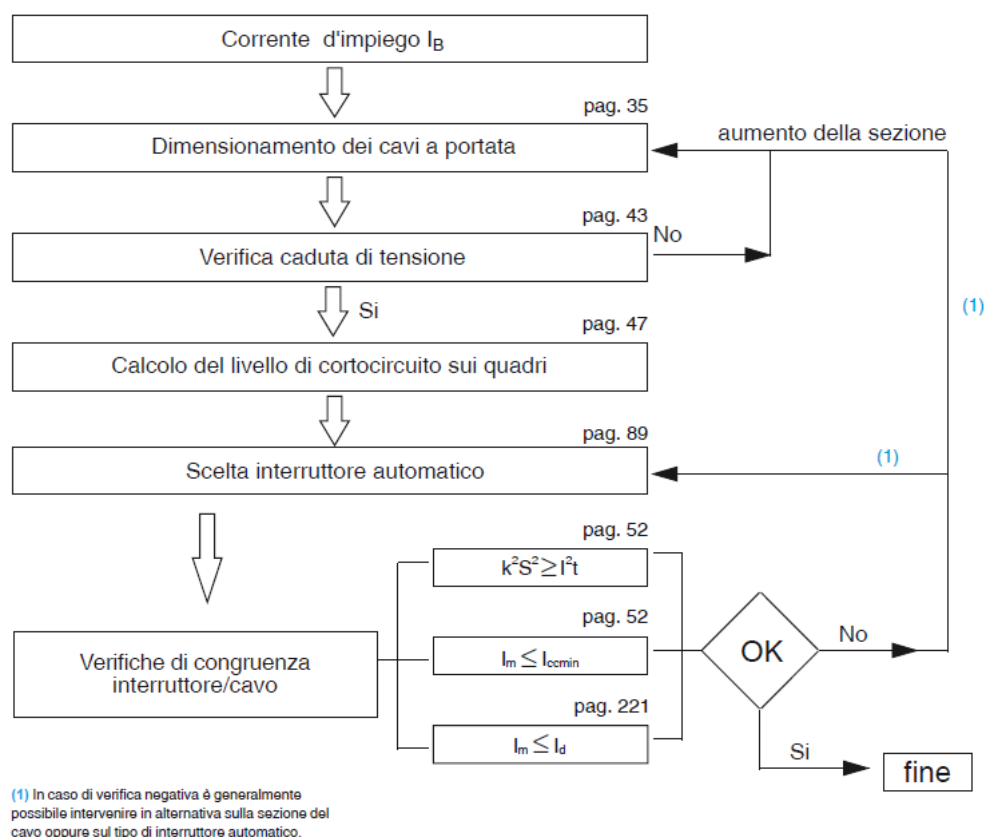 Corrente d'impiego I_B
pag. 35
Dimensionamento dei cavi a portata
aumento della sezione
pag. 43
Verifica caduta di tensione
No
Si
(1)
pag. 47
Calcolo del livello di cortocircuito sui quadri
pag. 89
Scelta interruttore automatico
(1)
pag. 52
k²S² ≥ I²t
pag. 52
I_m ≤ I_ccmin
pag. 221
I_m ≤ I_d
Verifiche di congruenza
interruttore/cavo
OK
No
Si
fine
(1) In caso di verifica negativa è generalmente
possibile intervenire in alternativa sulla sezione del
cavo oppure sul tipo di interruttore automatico.